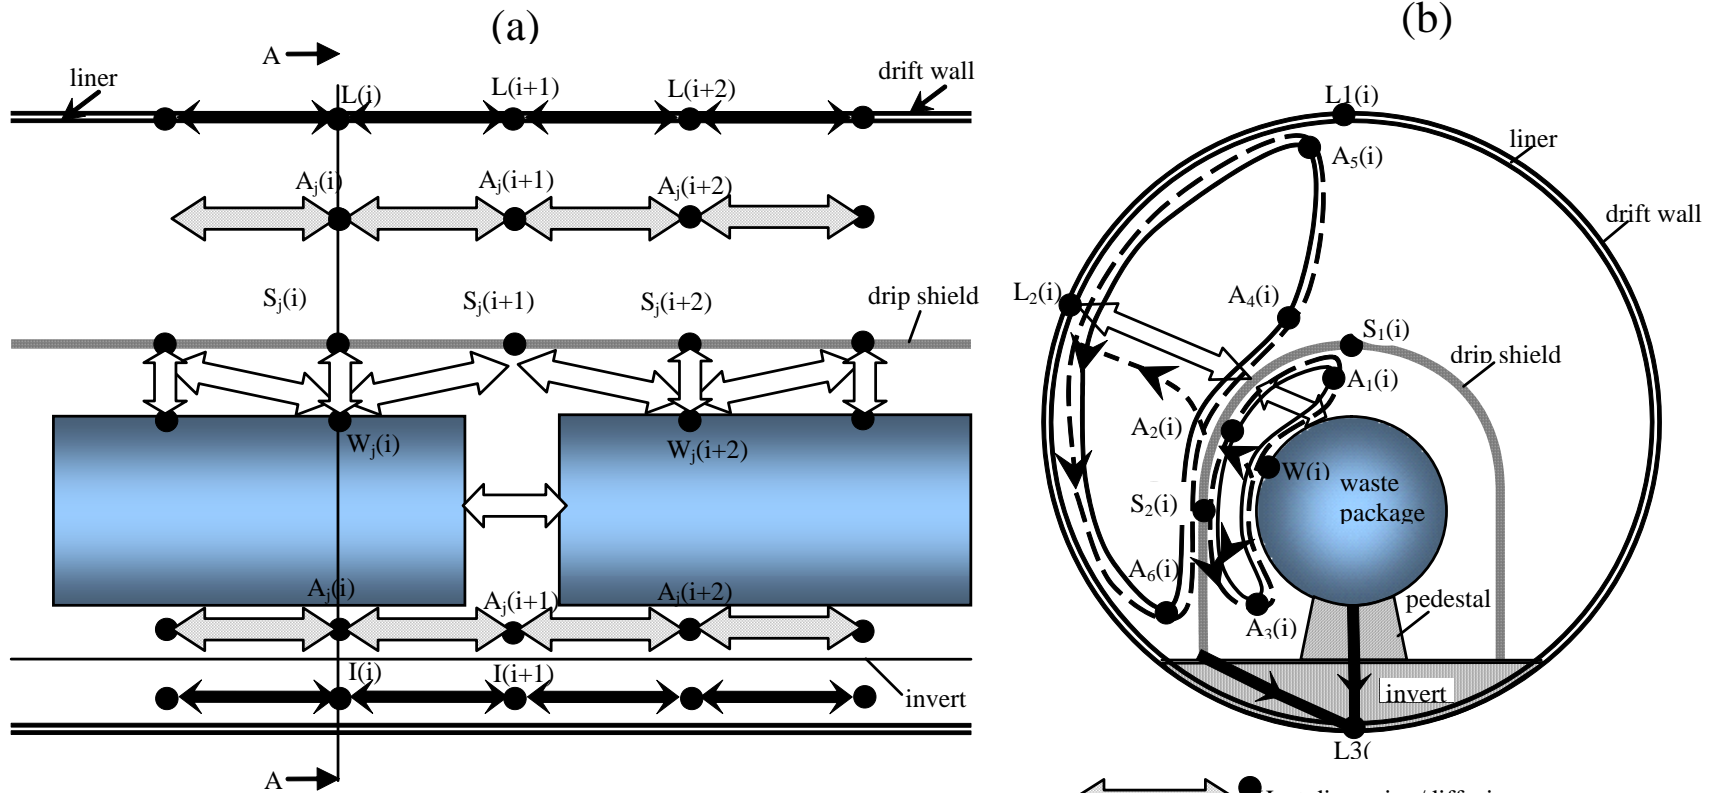 (a)
A
liner
L(i)
L(i+1)
L(i+2)
drift wall
Aj(i)
Aj(i+1)
Aj(i+2)
Sj(i)
Sj(i+1)
Sj(i+2)
drip shield
Wj(i)
Wj(i+2)
Aj(i)
Aj(i+1)
Aj(i+2)
I(i)
I(i+1)
invert
A
(b)
L1(i)
liner
A5(i)
drift wall
L2(i)
A4(i)
S1(i)
drip shield
A1(i)
A2(i)
W(i)
waste
package
S2(i)
A6(i)
A3(i)
pedestal
invert
L3(